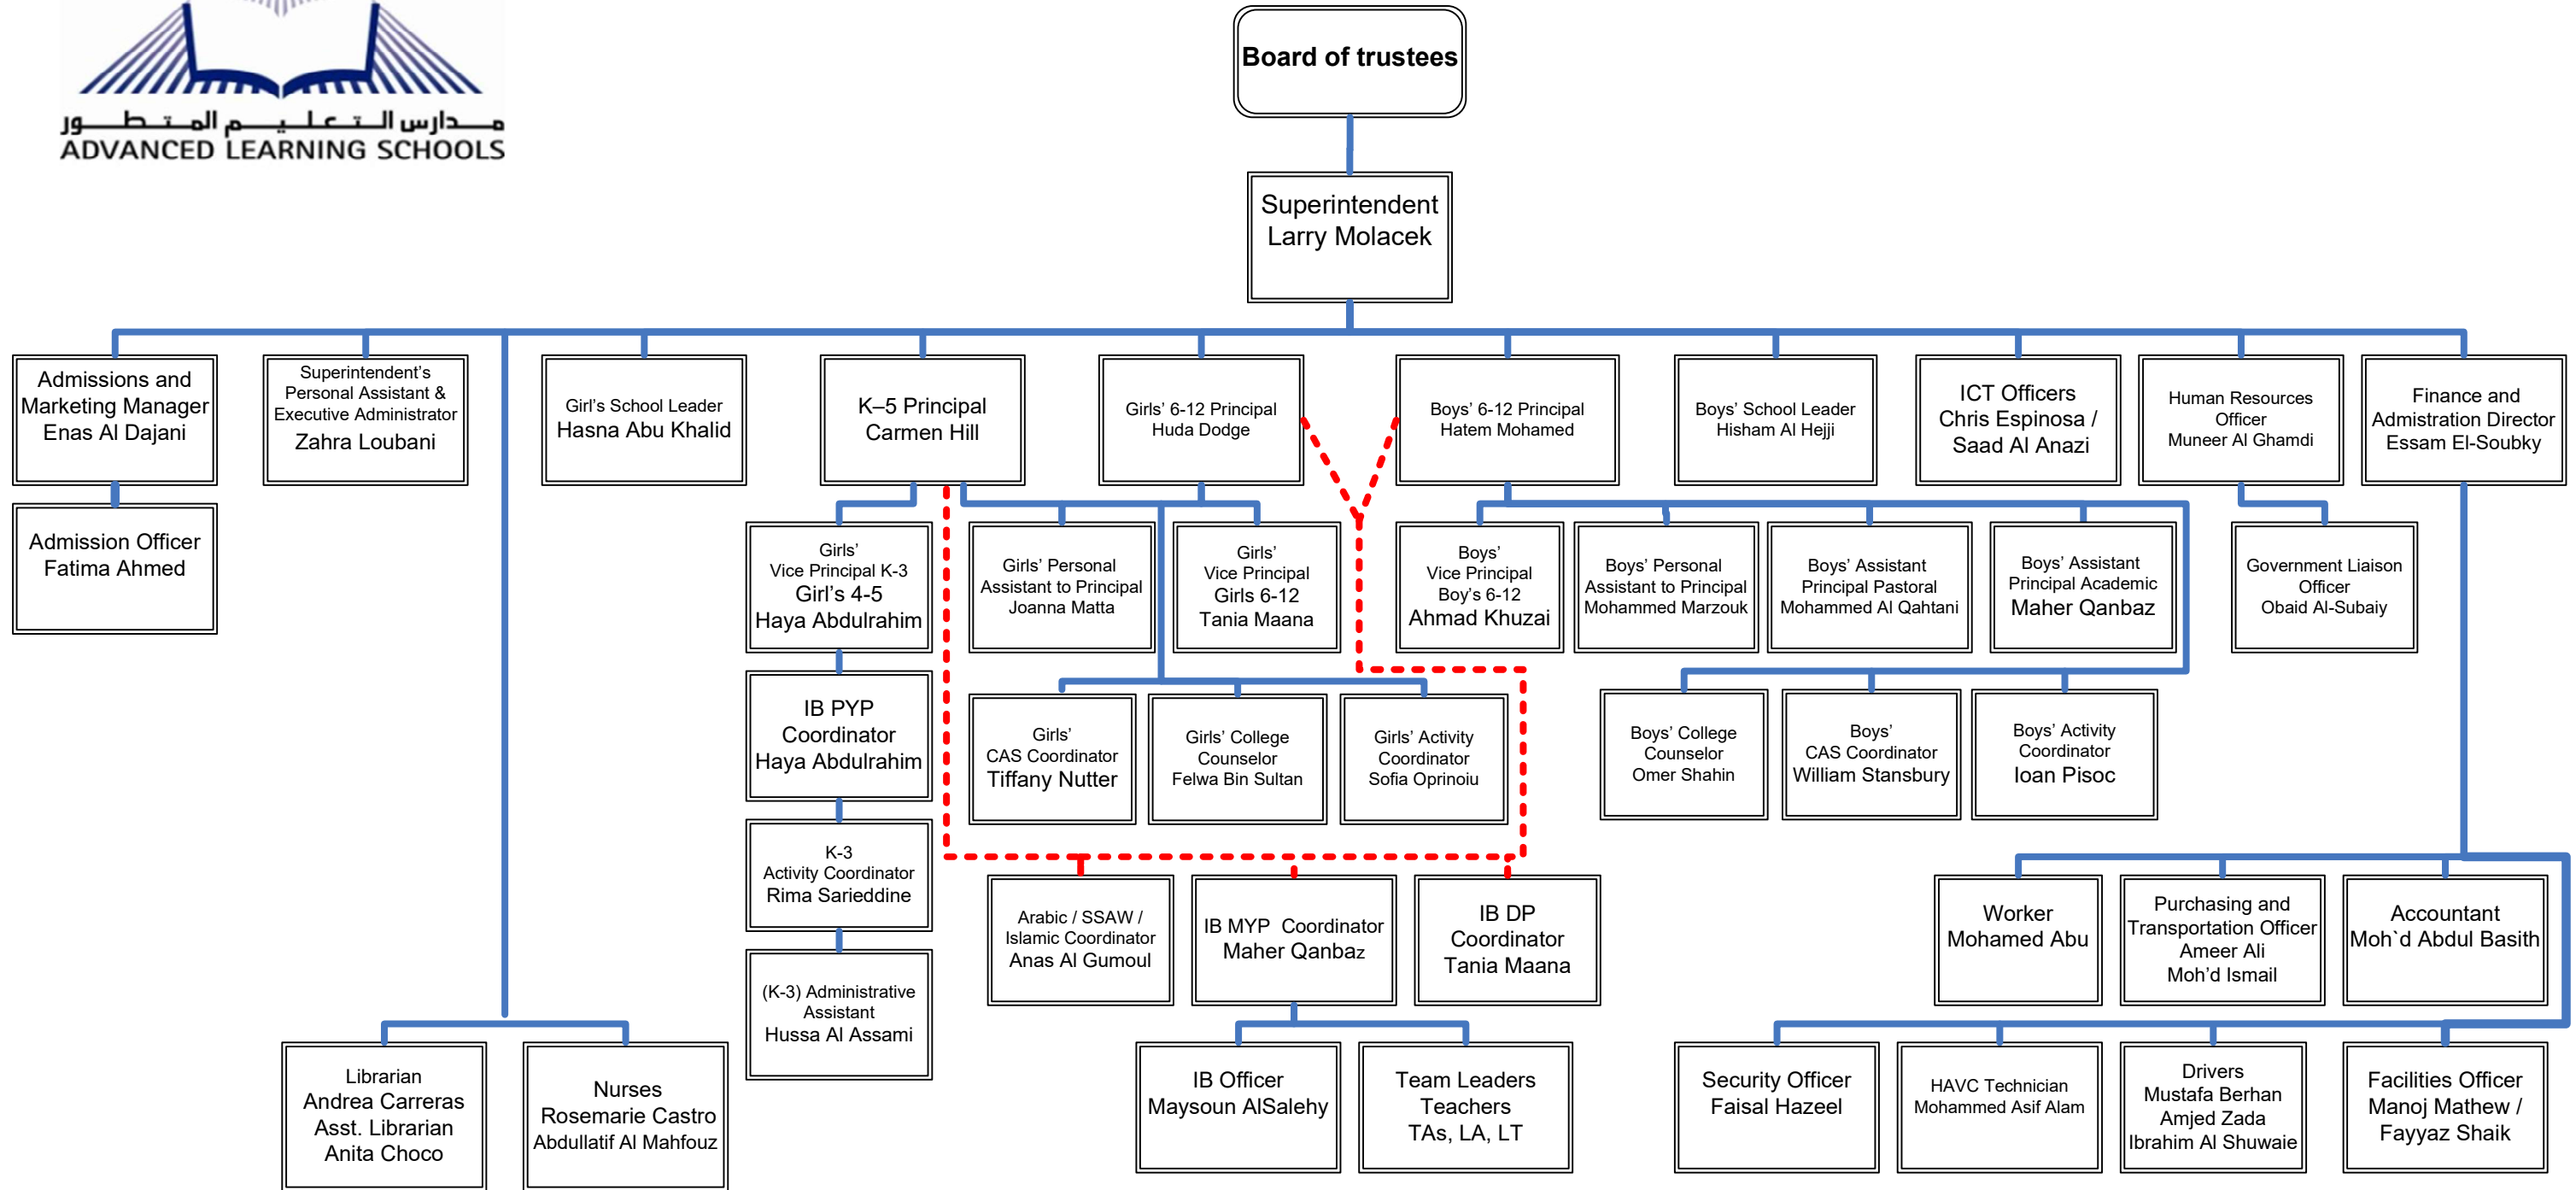 مدارس التعليم المتطور
ADVANCED LEARNING SCHOOLS
Board of trustees
Superintendent
Larry Molacek
Admissions and
Marketing Manager
Enas Al Dajani
Superintendent’s
Personal Assistant &
Executive Administrator
Zahra Loubani
Girl’s School Leader
Hasna Abu Khalid
K–5 Principal
Carmen Hill
Girls’ 6-12 Principal
Huda Dodge
Boys’ 6-12 Principal
Hatem Mohamed
Boys’ School Leader
Hisham Al Hejji
ICT Officers
Chris Espinosa /
Saad Al Anazi
Human Resources
Officer
Muneer Al Ghamdi
Finance and
Admistration Director
Essam El-Soubky
Admission Officer
Fatima Ahmed
Girls’
Vice Principal K-3
Girl’s 4-5
Haya Abdulrahim
Girls’ Personal
Assistant to Principal
Joanna Matta
Girls’
Vice Principal
Girls 6-12
Tania Maana
Boys’
Vice Principal
Boy’s 6-12
Ahmad Khuzai
Boys’ Personal
Assistant to Principal
Mohammed Marzouk
Boys’ Assistant
Principal Pastoral
Mohammed Al Qahtani
Boys’ Assistant
Principal Academic
Maher Qanbaz
Government Liaison
Officer
Obaid Al-Subaiy
IB PYP
Coordinator
Haya Abdulrahim
Girls’
CAS Coordinator
Tiffany Nutter
Girls’ College
Counselor
Felwa Bin Sultan
Girls’ Activity
Coordinator
Sofia Oprinoiu
Boys’ College
Counselor
Omer Shahin
Boys’
CAS Coordinator
William Stansbury
Boys’ Activity
Coordinator
Ioan Pisoc
K-3
Activity Coordinator
Rima Sarieddine
Arabic / SSAW /
Islamic Coordinator
Anas Al Gumoul
IB MYP Coordinator
Maher Qanbaz
IB DP
Coordinator
Tania Maana
Worker
Mohamed Abu
Purchasing and
Transportation Officer
Ameer Ali
Moh’d Ismail
Accountant
Moh`d Abdul Basith
(K-3) Administrative
Assistant
Hussa Al Assami
Librarian
Andrea Carreras
Asst. Librarian
Anita Choco
Nurses
Rosemarie Castro
Abdullatif Al Mahfouz
IB Officer
Maysoun AlSalehy
Team Leaders
Teachers
TAs, LA, LT
Security Officer
Faisal Hazeel
HAVC Technician
Mohammed Asif Alam
Drivers
Mustafa Berhan
Amjed Zada
Ibrahim Al Shuwaie
Facilities Officer
Manoj Mathew /
Fayyaz Shaik